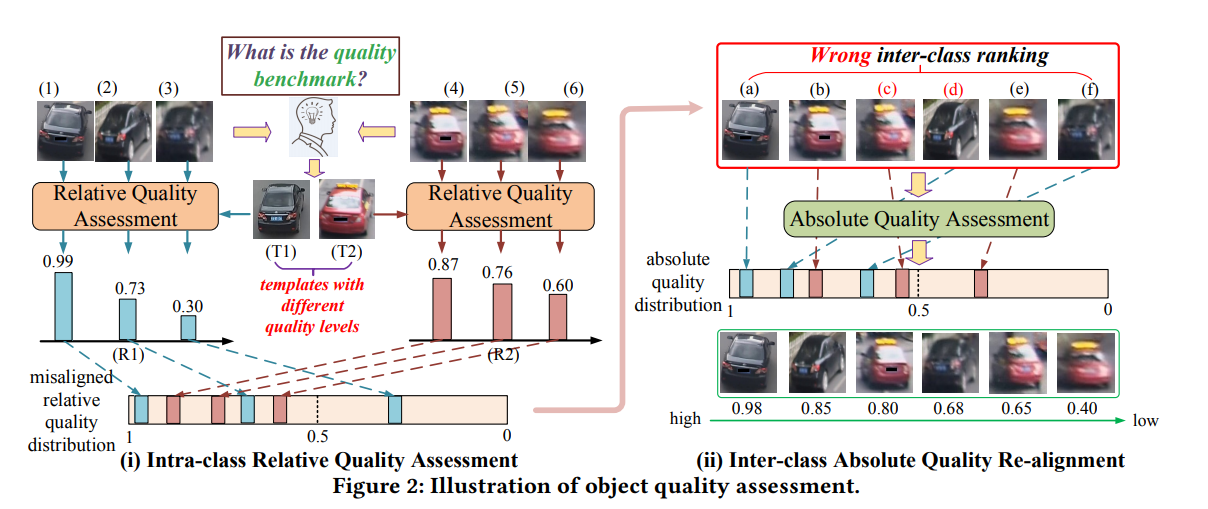 What is the quality
benchmark?
(1) (2) (3)
(4) (5) (6)
Relative Quality
Assessment
Relative Quality
Assessment
(T1) (T2)
templates with
different
quality levels
0.99
0.73
0.30
(R1)
0.87
0.76
0.60
(R2)
misaligned
relative
quality
distribution
1 0.5 0
(i) Intra-class Relative Quality Assessment
Wrong inter-class ranking
(a) (b) (c) (d) (e) (f)
Absolute Quality Assessment
absolute
quality
distribution
1 0.5 0
0.98 0.85 0.80 0.68 0.65 0.40
high low
(ii) Inter-class Absolute Quality Re-alignment
Figure 2: Illustration of object quality assessment.